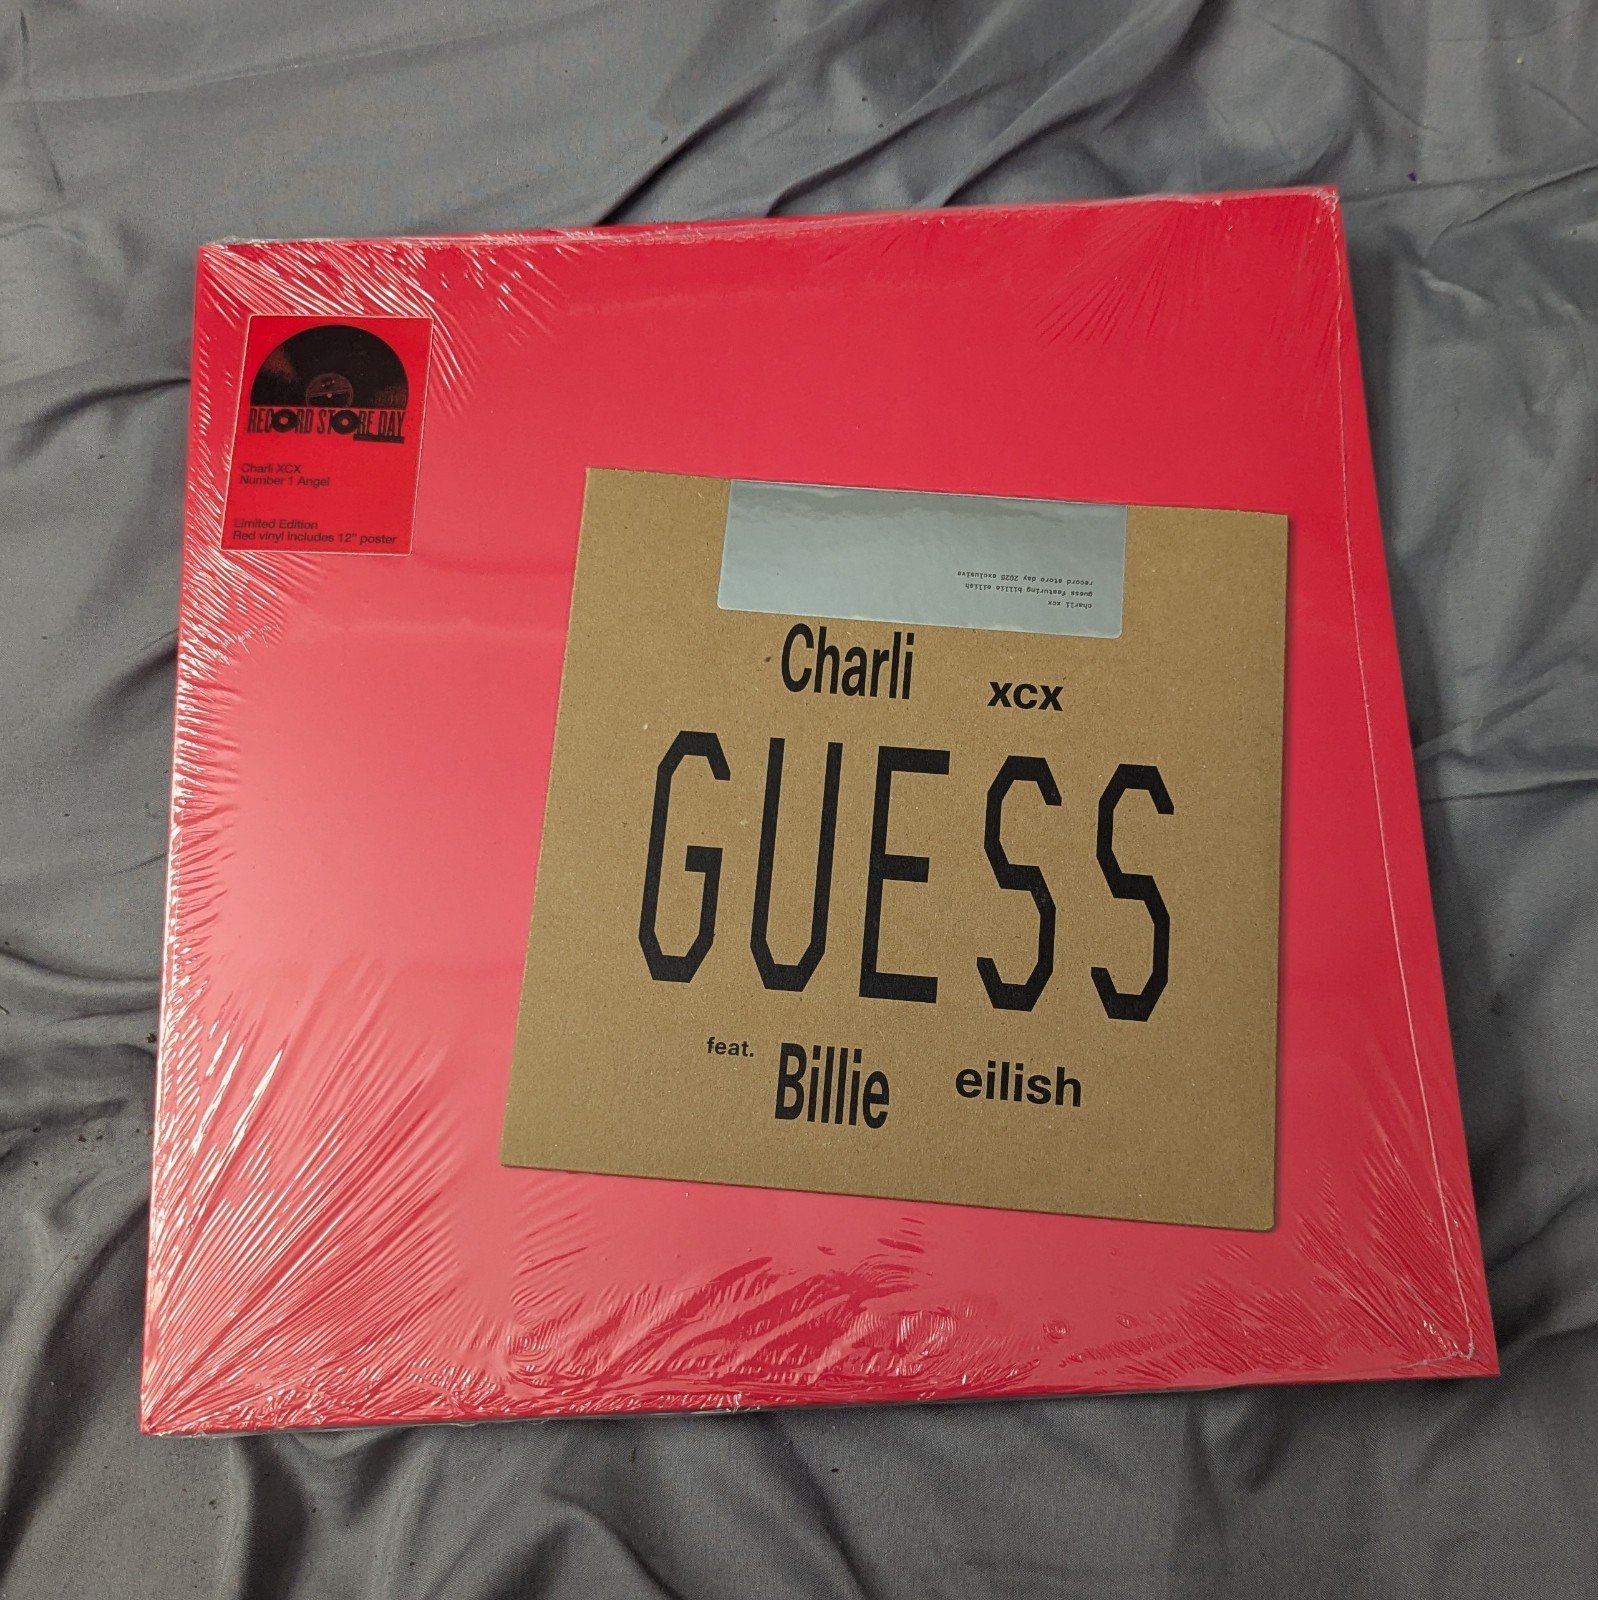 RECORD STORE DAY
Charli XCX
Number 1 Angel
Limited Edition
Red vinyl includes 12" poster
charli xcx
guess featuring billie eilish
record store day 2025 exclusive
Charli xcx
GUESS
feat. Billie eilish